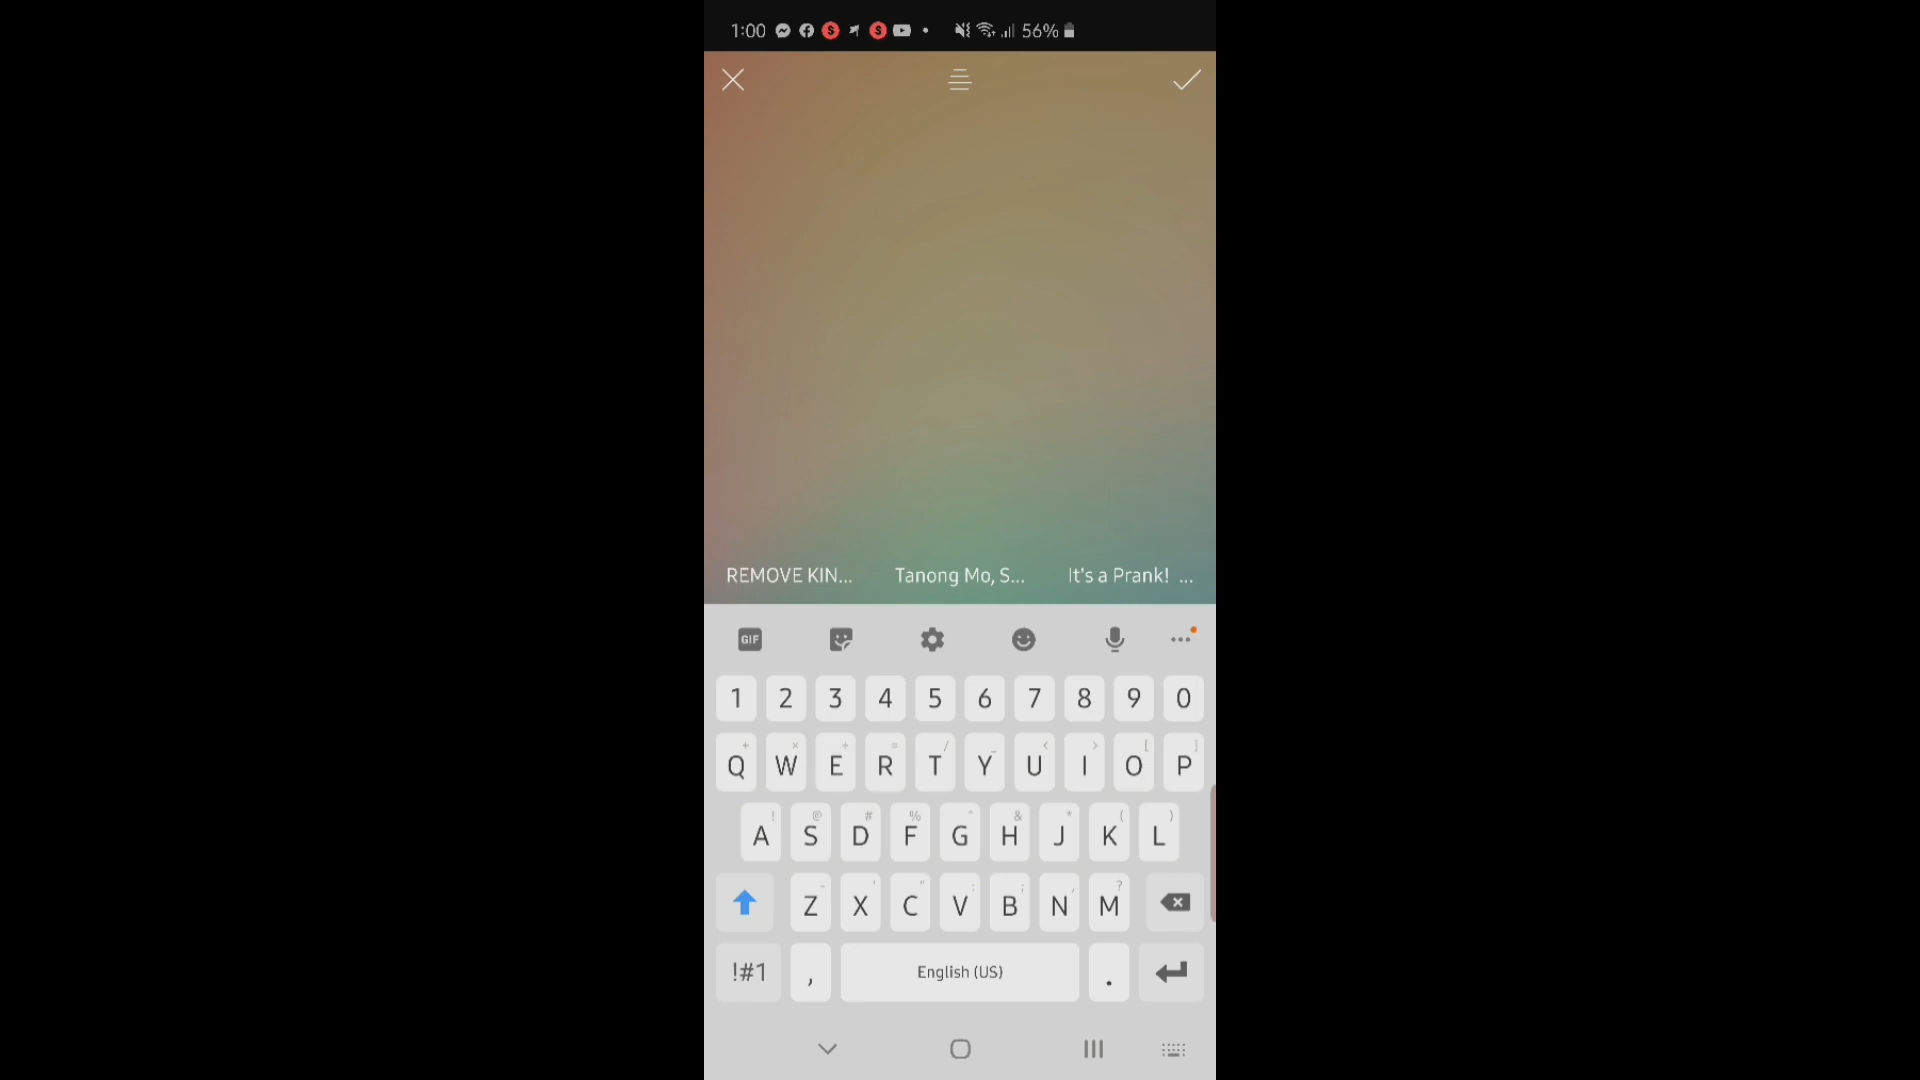 1:00 56%
REMOVE KIN... Tanong Mo, S... It's a Prank! ...
GIF
1 2 3 4 5 6 7 8 9 0
Q W E R T Y U I O P
A S D F G H J K L
Z X C V B N M
!#1 , English (US) .